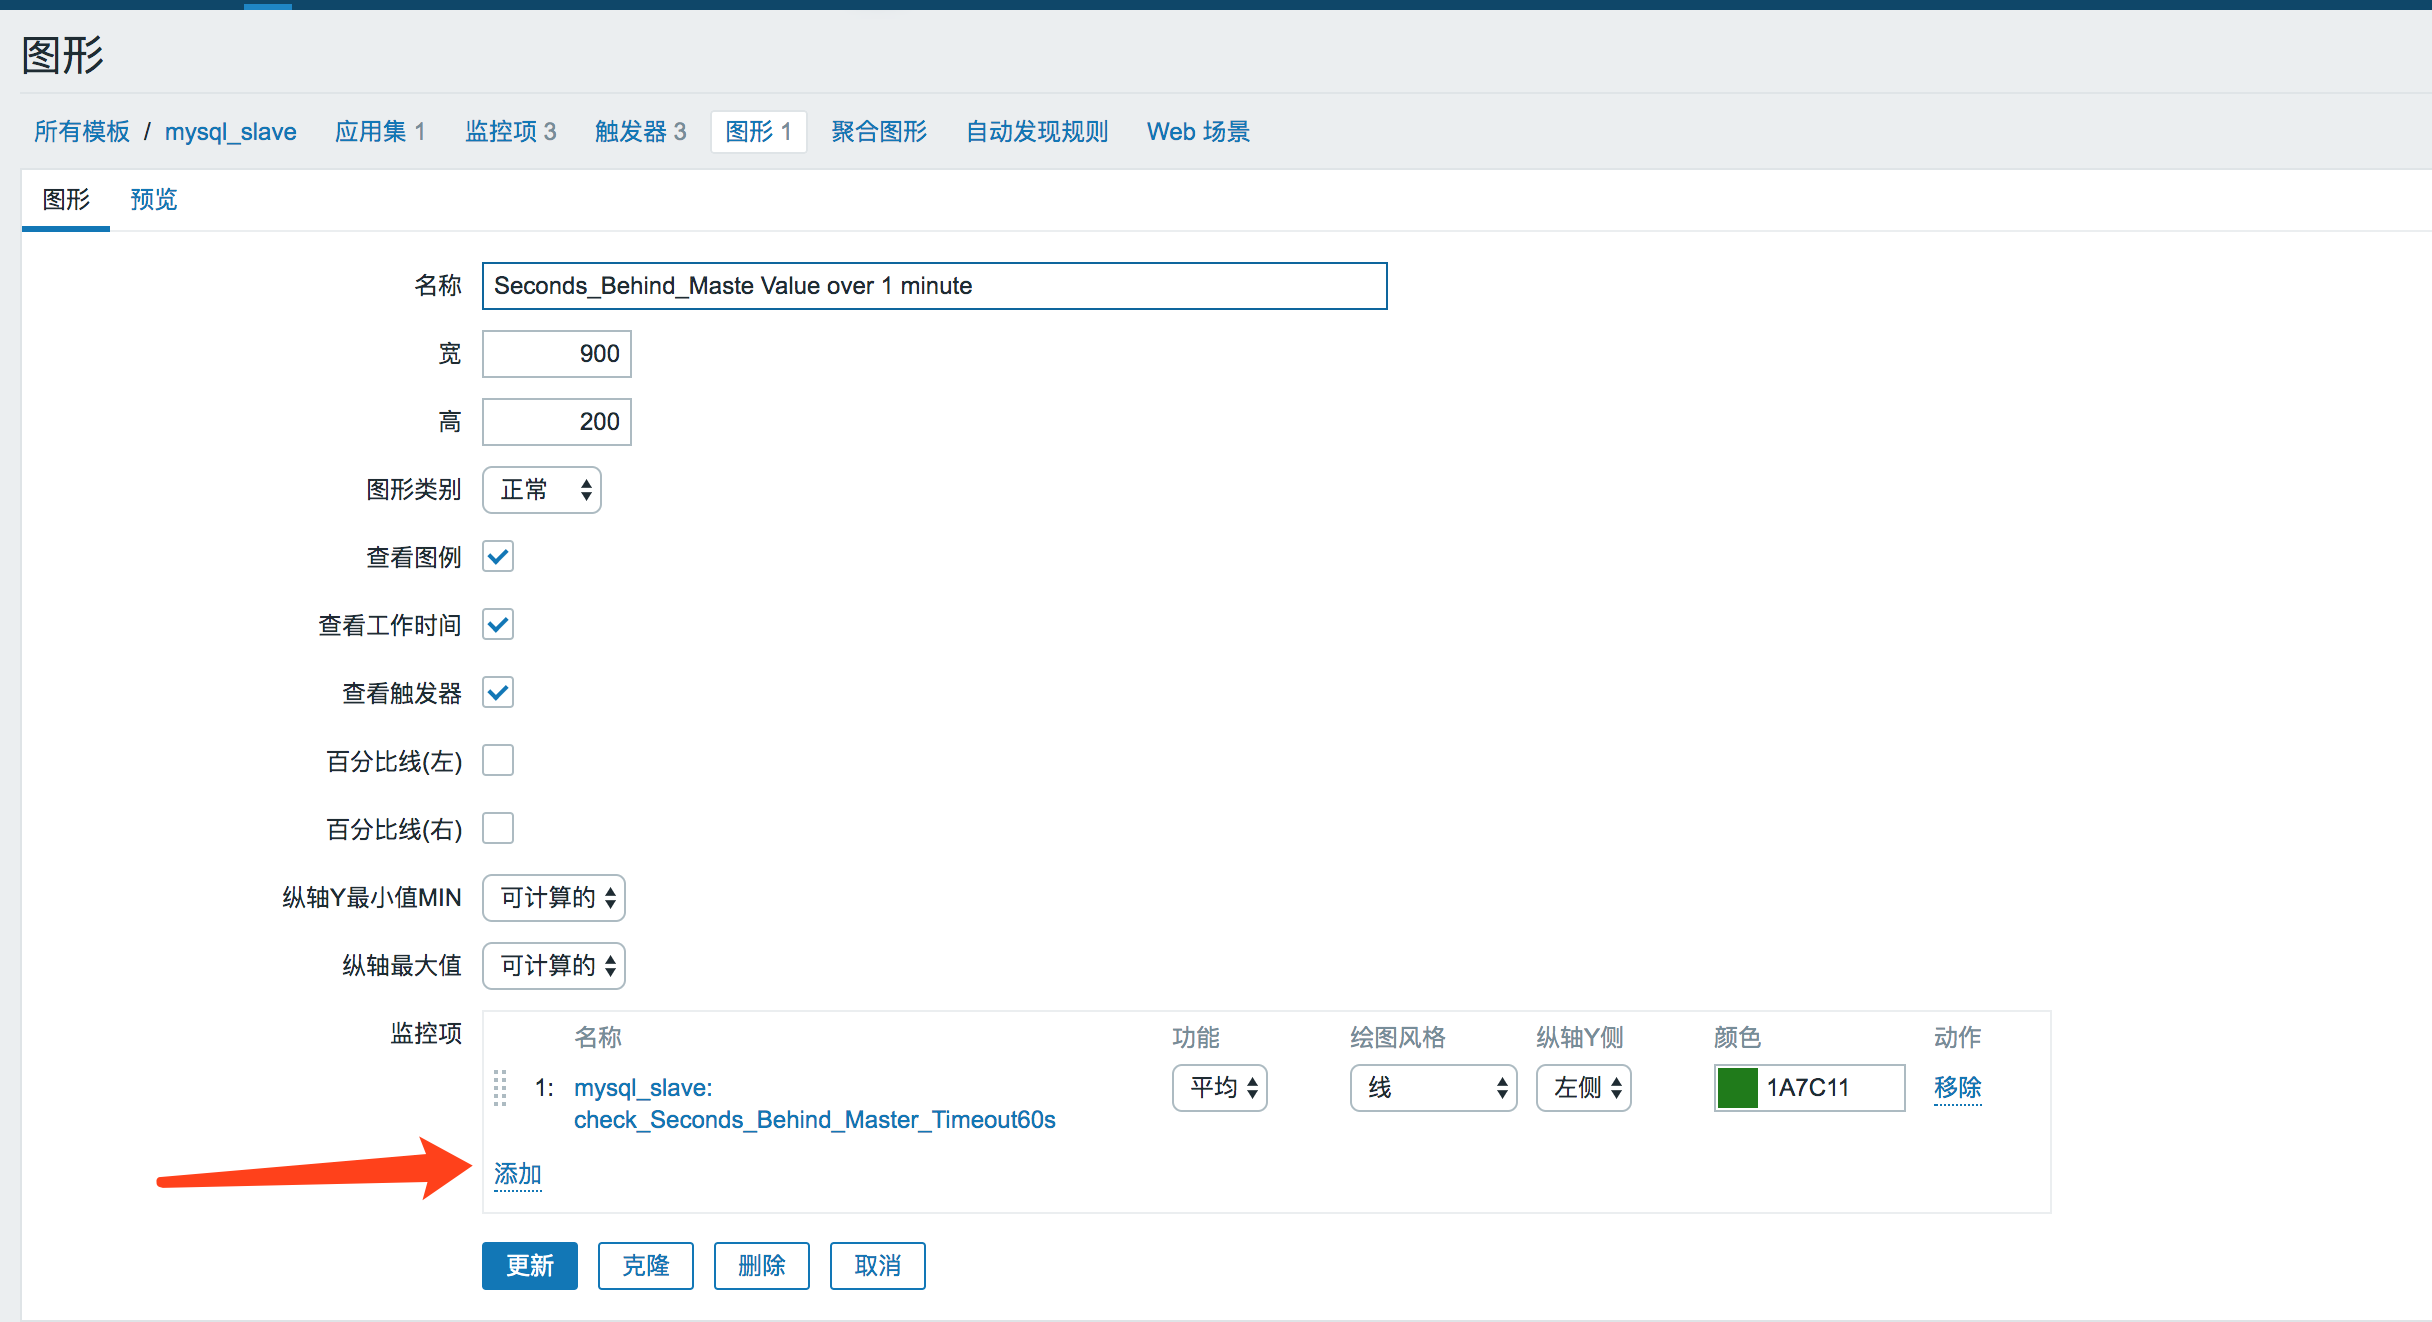 图形
所有模板 / mysql_slave 应用集 1 监控项 3 触发器 3 图形 1 聚合图形 自动发现规则 Web 场景
图形 预览
名称 Seconds_Behind_Maste Value over 1 minute
宽 900
高 200
图形类别 正常
查看图例
查看工作时间
查看触发器
百分比线(左)
百分比线(右)
纵轴Y最小值MIN 可计算的
纵轴最大值 可计算的
监控项 名称 功能 绘图风格 纵轴Y侧 颜色 动作
1: mysql_slave: 平均 线 左侧 1A7C11 移除
check_Seconds_Behind_Master_Timeout60s
添加
更新 克隆 删除 取消